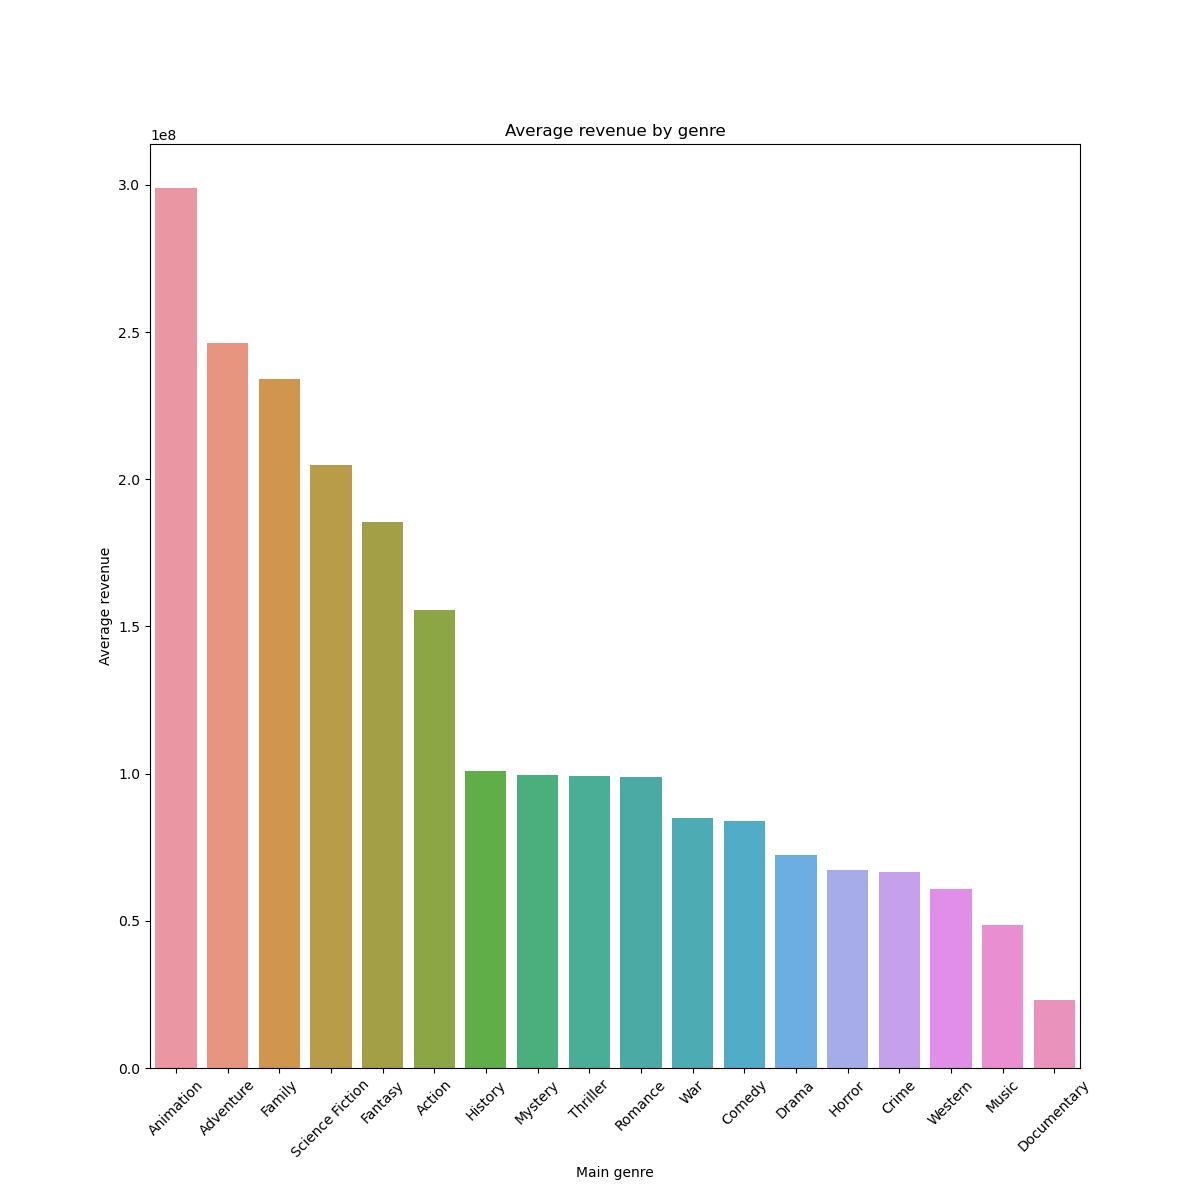 Average revenue by genre
1e8
3.0
2.5
2.0
1.5
1.0
0.5
0.0
Average revenue
Animation
Adventure
Family
Science Fiction
Fantasy
Action
History
Mystery
Thriller
Romance
War
Comedy
Drama
Horror
Crime
Western
Music
Documentary
Main genre